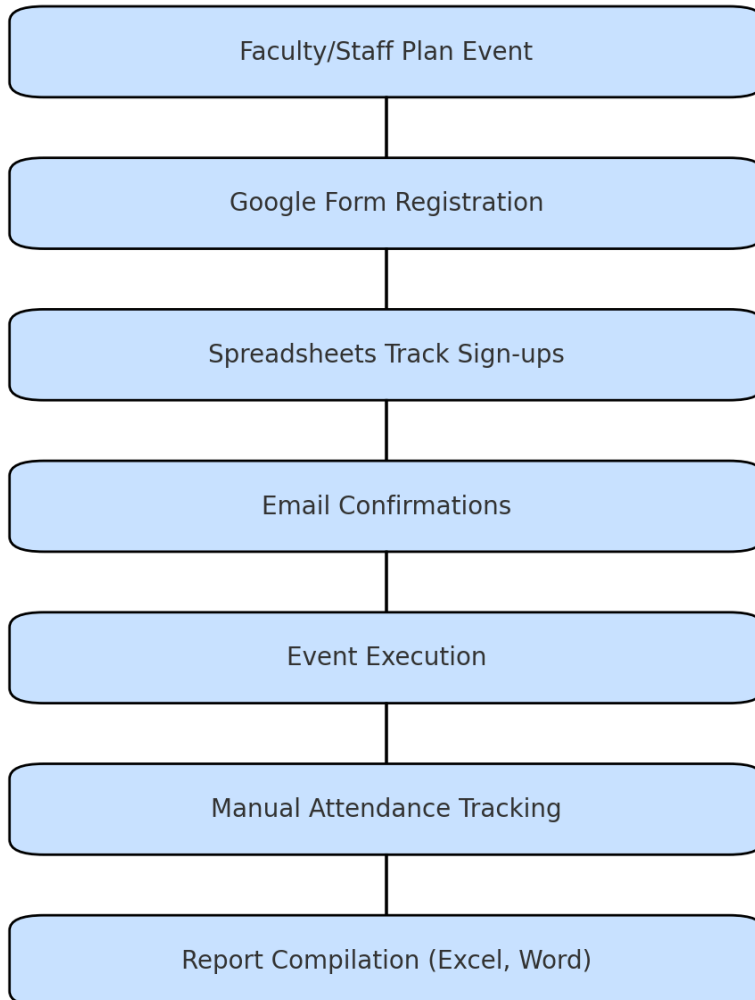 Faculty/Staff Plan Event
Google Form Registration
Spreadsheets Track Sign-ups
Email Confirmations
Event Execution
Manual Attendance Tracking
Report Compilation (Excel, Word)